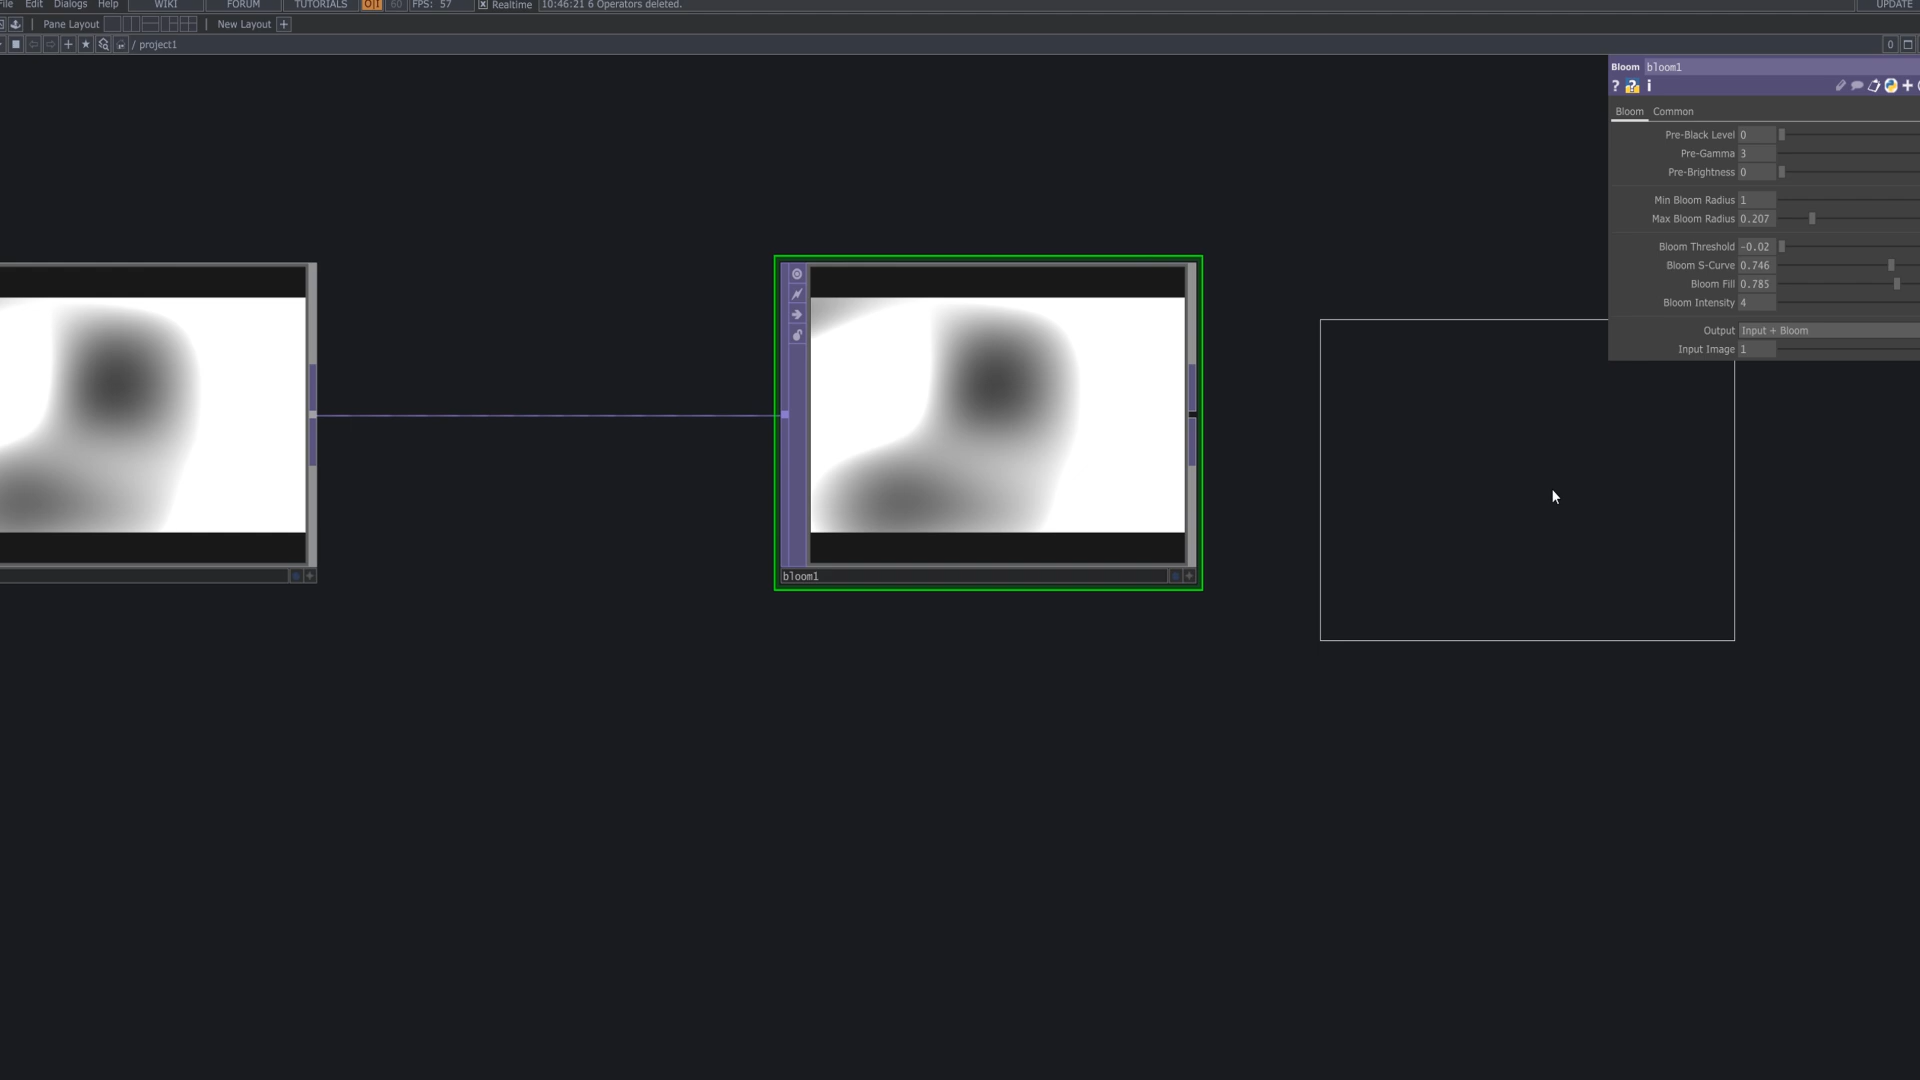 File Edit Dialogs Help WIKI FORUM TUTORIALS O|I 60 FPS: 57 Realtime 10:46:21 6 Operators deleted. UPDATE
Pane Layout New Layout +
/ project1 0
Bloom bloom1
? ? i
Bloom Common
Pre-Black Level 0
Pre-Gamma 3
Pre-Brightness 0
Min Bloom Radius 1
Max Bloom Radius 0.207
Bloom Threshold -0.02
Bloom S-Curve 0.746
Bloom Fill 0.785
Bloom Intensity 4
Output Input + Bloom
Input Image 1
bloom1